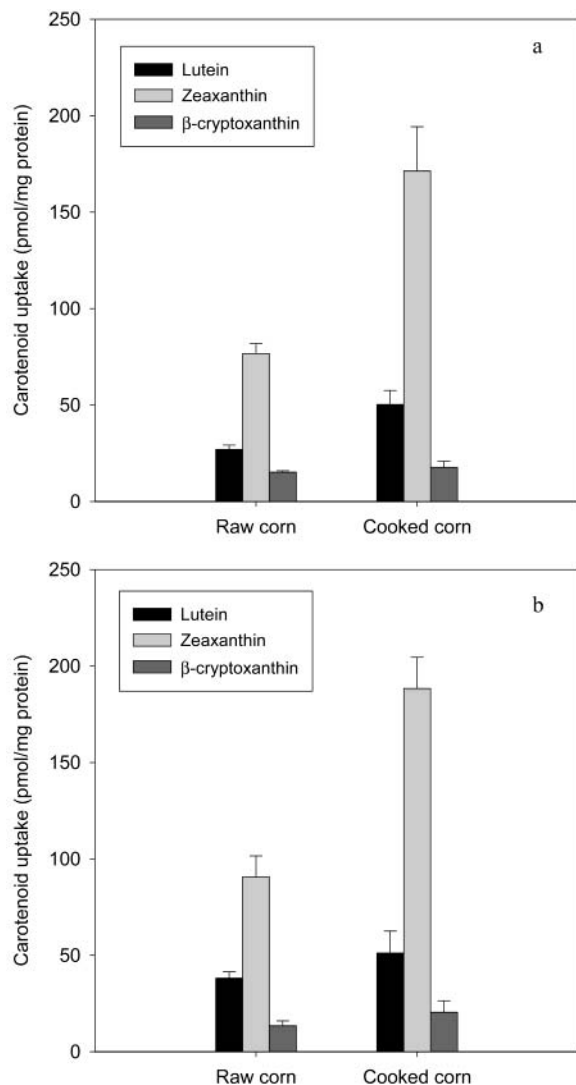 250
a
Lutein
Zeaxanthin
β-cryptoxanthin
200
150
100
50
0
Carotenoid uptake (pmol/mg protein)
Raw corn Cooked corn
250
b
Lutein
Zeaxanthin
β-cryptoxanthin
200
150
100
50
0
Carotenoid uptake (pmol/mg protein)
Raw corn Cooked corn